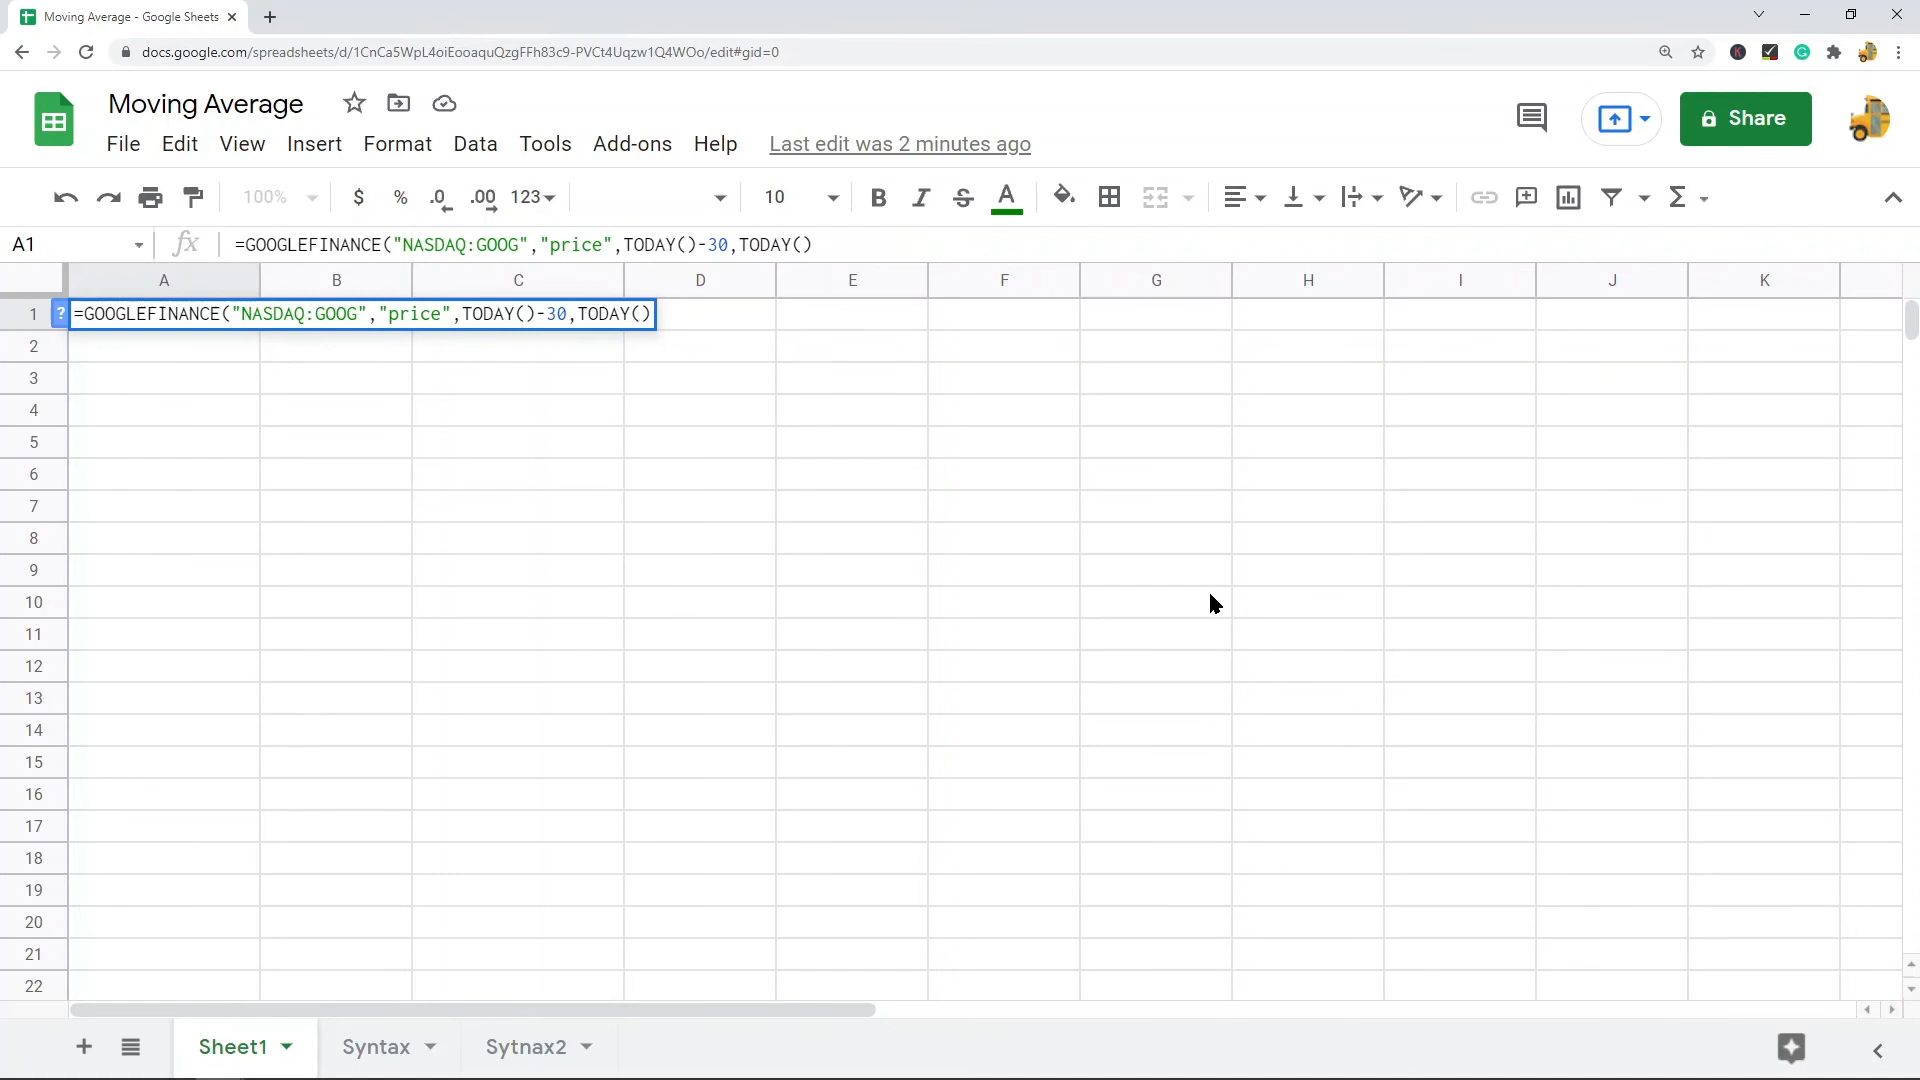 Moving Average - Google Sheets
docs.google.com/spreadsheets/d/1CnCa5WpL4oiEooaquQzgFFh83c9-PVCt4Uqzw1Q4WOo/edit#gid=0
Moving Average
File Edit View Insert Format Data Tools Add-ons Help Last edit was 2 minutes ago
Share
100% $ % .0 .00 123 10 B I S A Σ
A1 fx =GOOGLEFINANCE("NASDAQ:GOOG","price",TODAY()-30,TODAY()
A B C D E F G H I J K
1 ? =GOOGLEFINANCE("NASDAQ:GOOG","price",TODAY()-30,TODAY()
2
3
4
5
6
7
8
9
10
11
12
13
14
15
16
17
18
19
20
21
22
Sheet1 Syntax Sytnax2